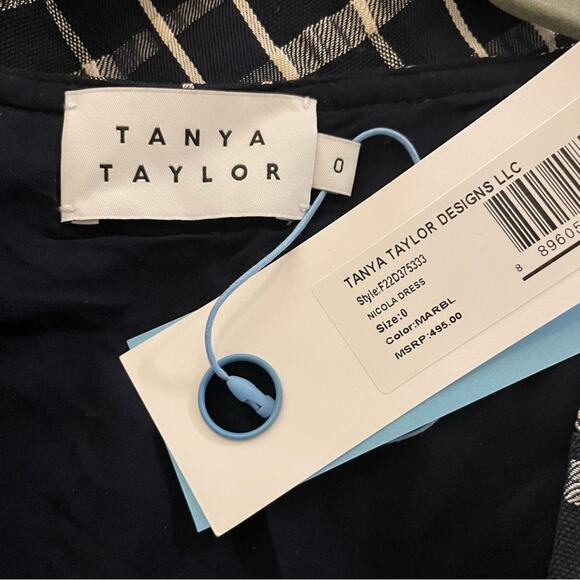 TANYA
TAYLOR
0
TANYA TAYLOR DESIGNS LLC
Style:F22D375333
NICOLA DRESS
Size:0
Color:MARBL
MSRP:495.00
8 89605